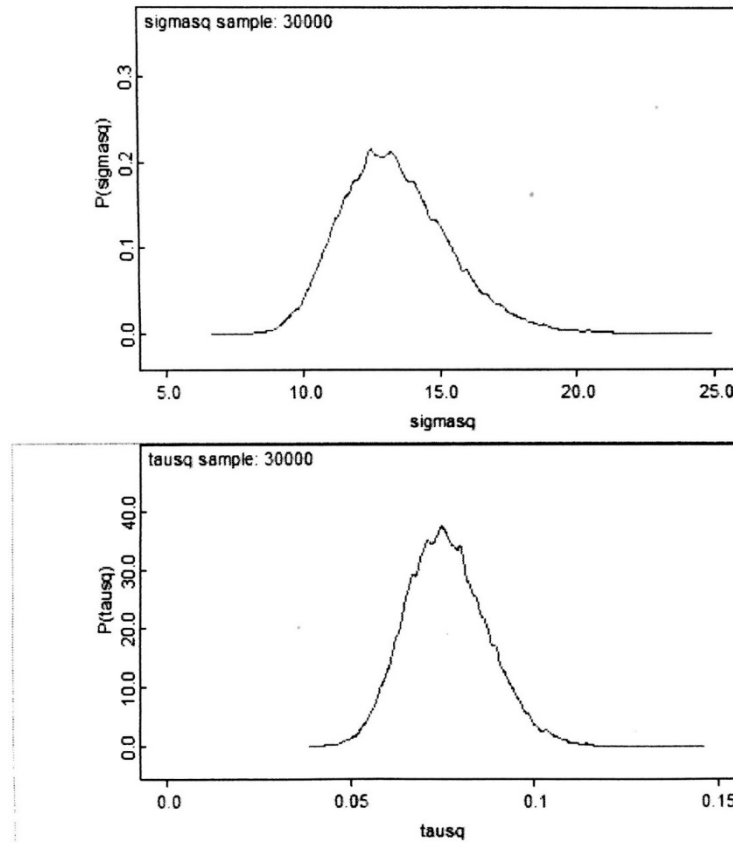 sigmasq sample: 30000
P(sigmasq)
0.3
0.2
0.1
0.0
5.0 10.0 15.0 20.0 25.0
sigmasq
tausq sample: 30000
P(tausq)
40.0
30.0
20.0
10.0
0.0
0.0 0.05 0.1 0.15
tausq